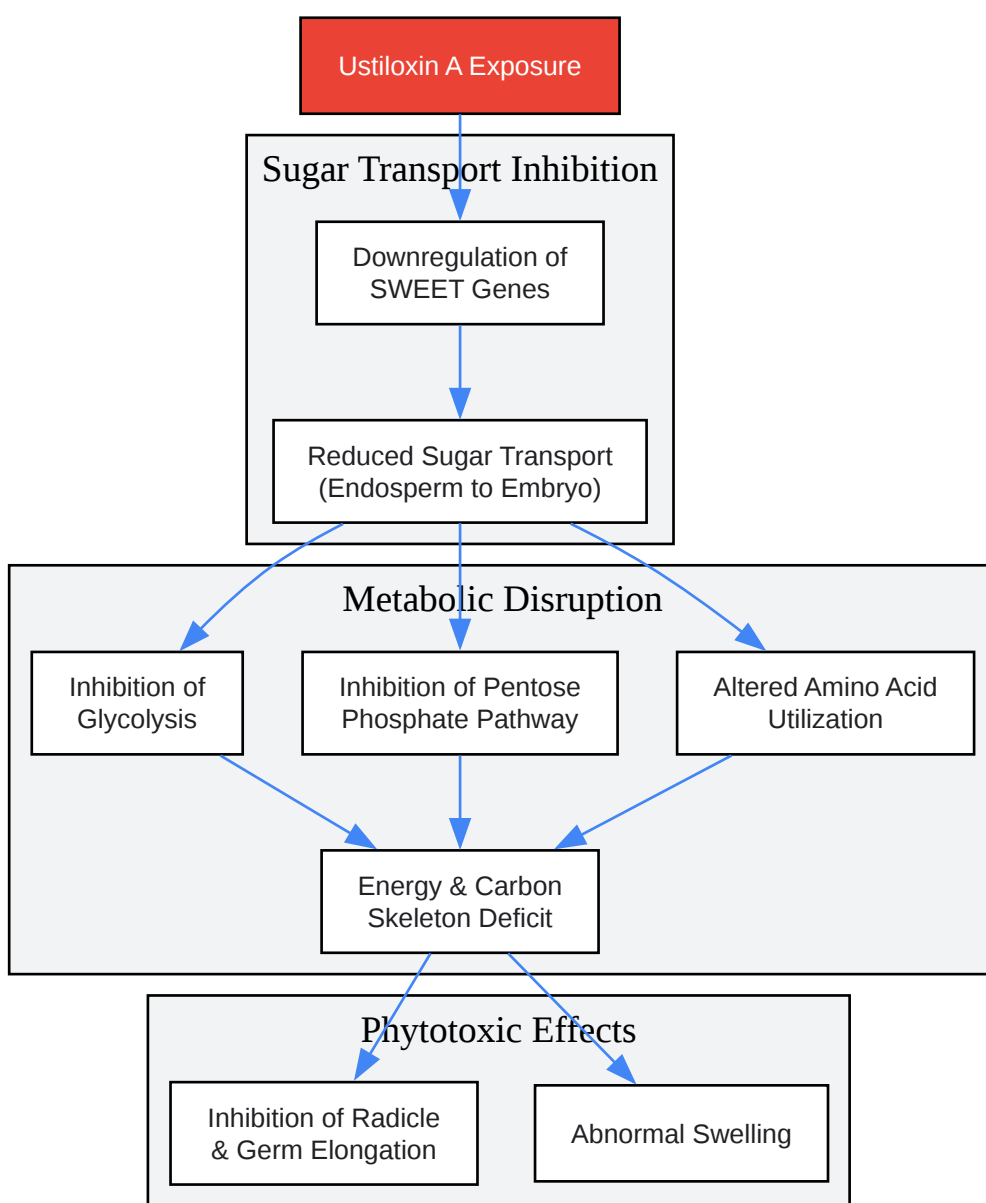 Ustiloxin A Exposure
Sugar Transport Inhibition
Downregulation of
SWEET Genes
Reduced Sugar Transport
(Endosperm to Embryo)
Metabolic Disruption
Inhibition of
Glycolysis
Inhibition of Pentose
Phosphate Pathway
Altered Amino Acid
Utilization
Energy & Carbon
Skeleton Deficit
Phytotoxic Effects
Inhibition of Radicle
& Germ Elongation
Abnormal Swelling